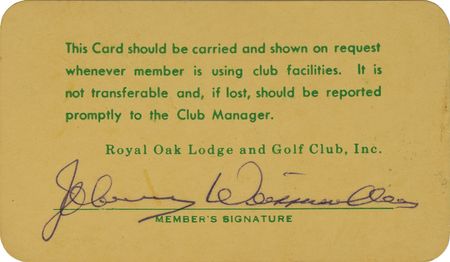 This Card should be carried and shown on request
whenever member is using club facilities. It is
not transferable and, if lost, should be reported
promptly to the Club Manager.
Royal Oak Lodge and Golf Club, Inc.
Johnny Weissmuller
MEMBER'S SIGNATURE